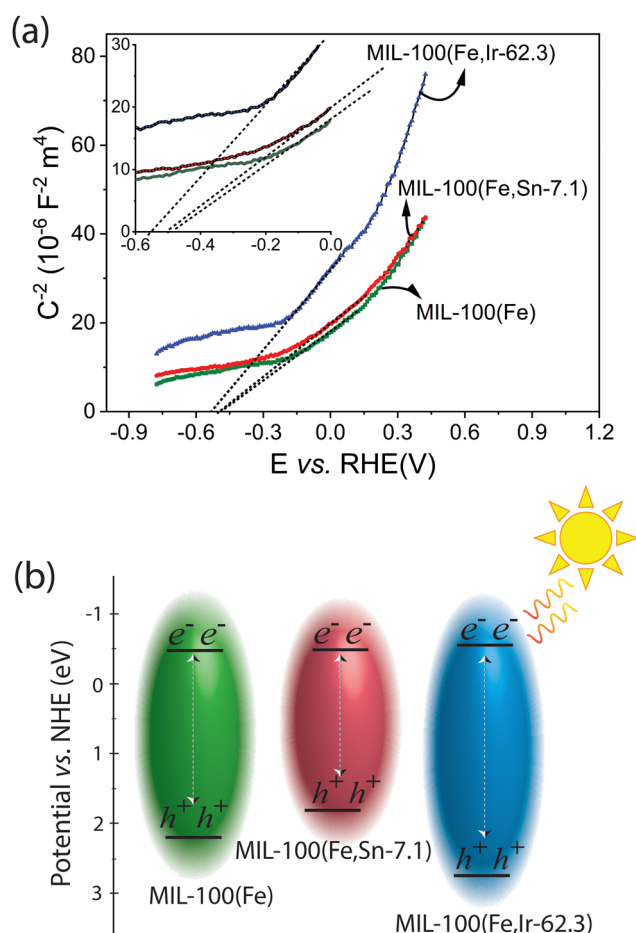 (a)
30
20
10
0
-0.6
-0.4
-0.2
0.0
80
60
40
20
0
C⁻² (10⁻⁶ F⁻² m⁴)
MIL-100(Fe,Ir-62.3)
MIL-100(Fe,Sn-7.1)
MIL-100(Fe)
-0.9
-0.6
-0.3
0.0
0.3
0.6
0.9
1.2
E vs. RHE(V)
(b)
Potential vs. NHE (eV)
-1
0
1
2
3
e⁻ e⁻
h⁺ h⁺
MIL-100(Fe)
e⁻ e⁻
h⁺ h⁺
MIL-100(Fe,Sn-7.1)
e⁻ e⁻
h⁺ h⁺
MIL-100(Fe,Ir-62.3)